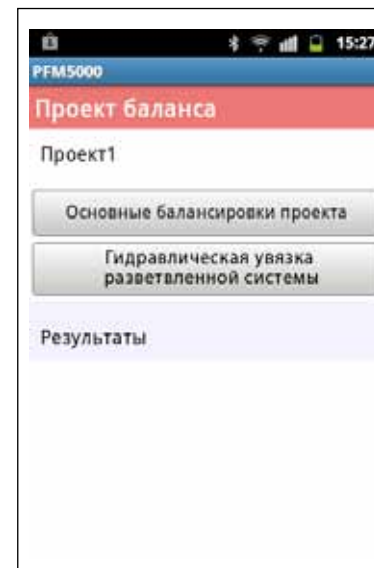 15:27
PFM5000
Проект баланса
Проект1
Основные балансировки проекта
Гидравлическая увязка
разветвленной системы
Результаты